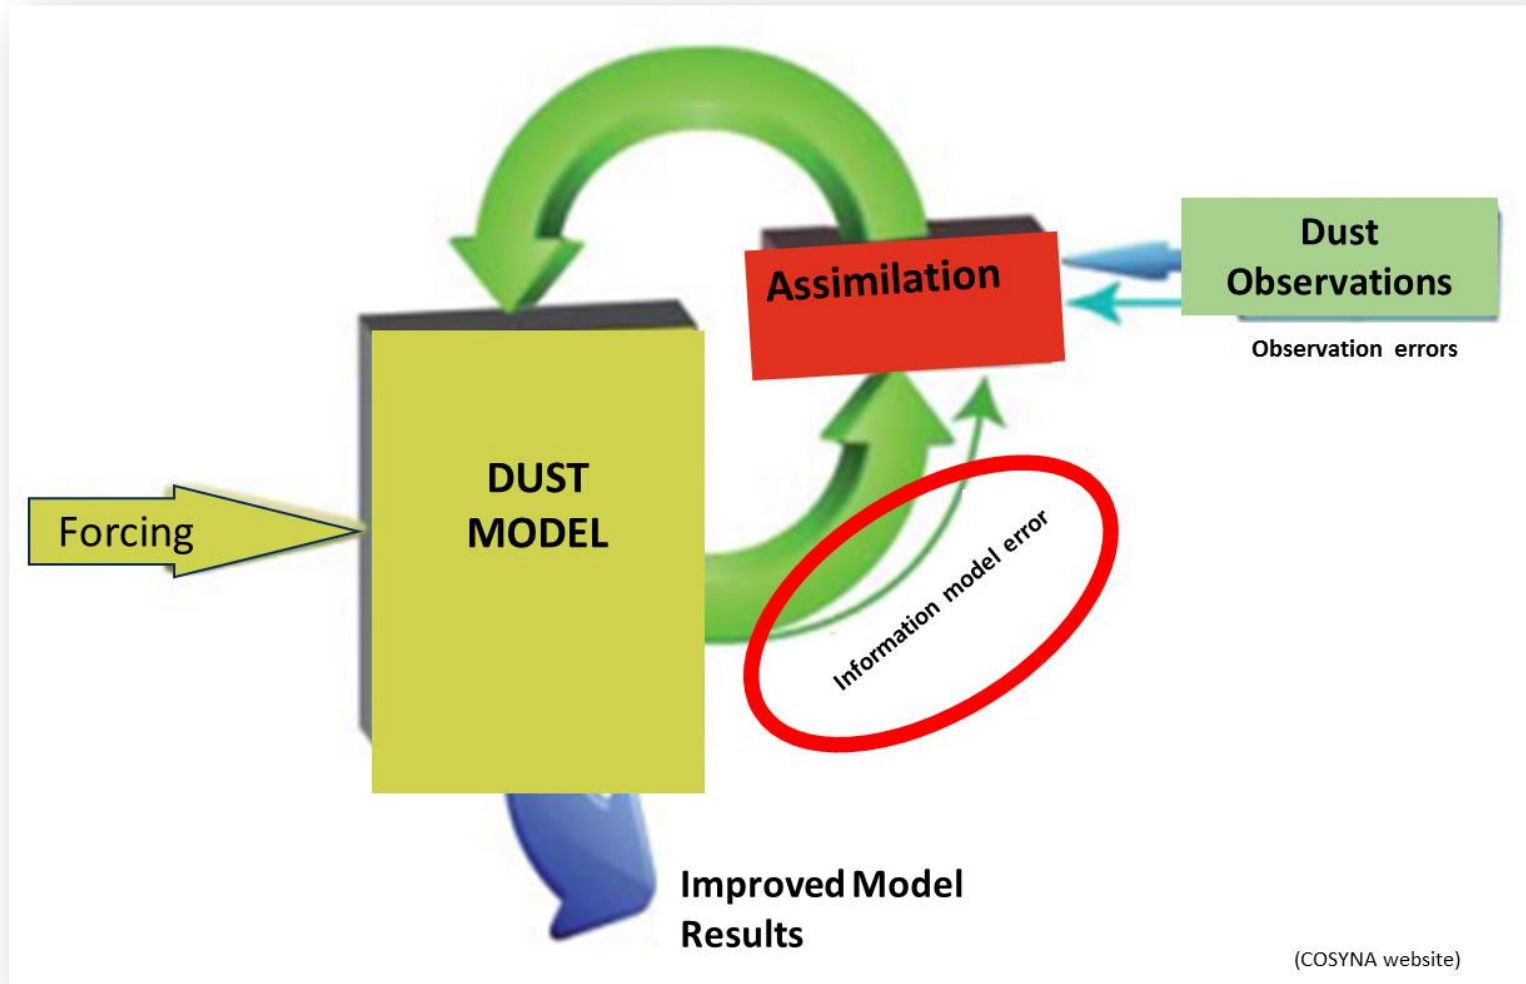 Dust
Observations
Assimilation
Observation errors
DUST
MODEL
Forcing
Information model error
Improved Model
Results
(COSYNA website)